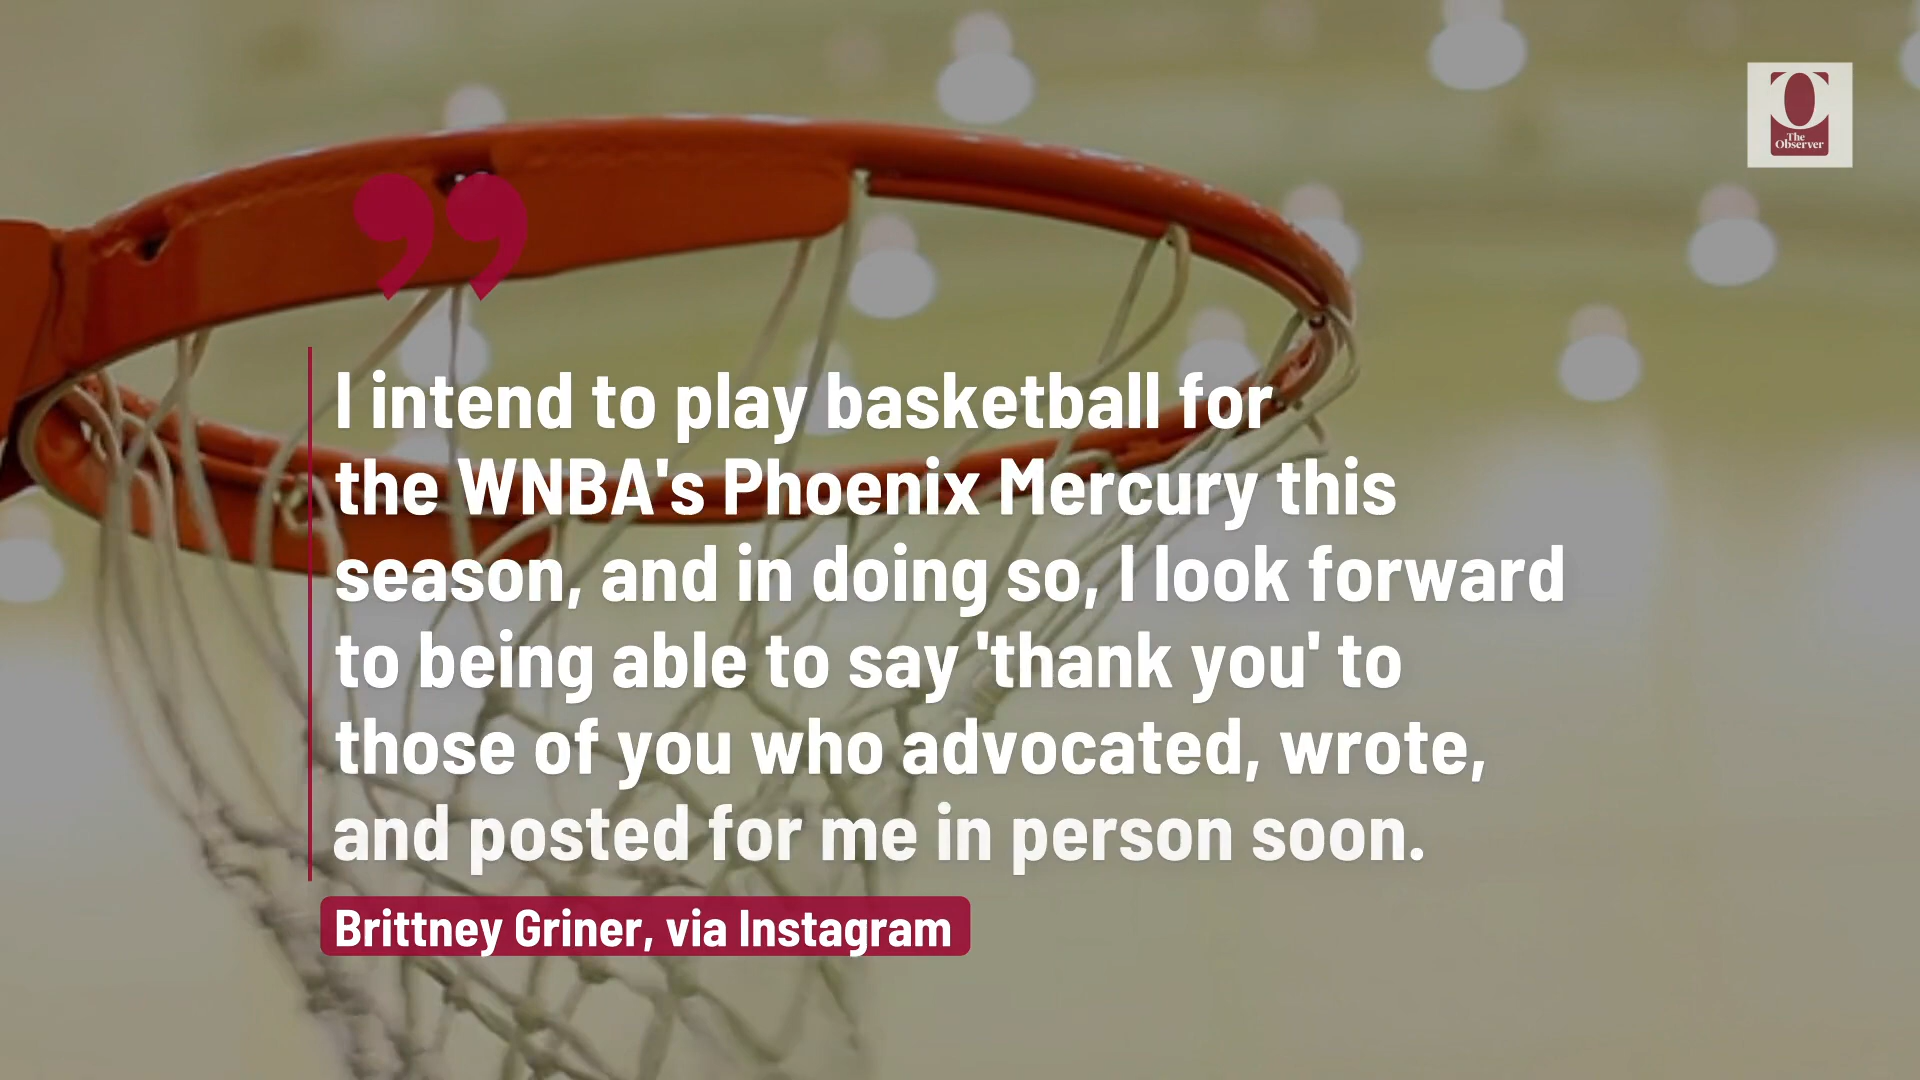 The
Observer
I intend to play basketball for
the WNBA's Phoenix Mercury this
season, and in doing so, I look forward
to being able to say 'thank you' to
those of you who advocated, wrote,
and posted for me in person soon.
Brittney Griner, via Instagram